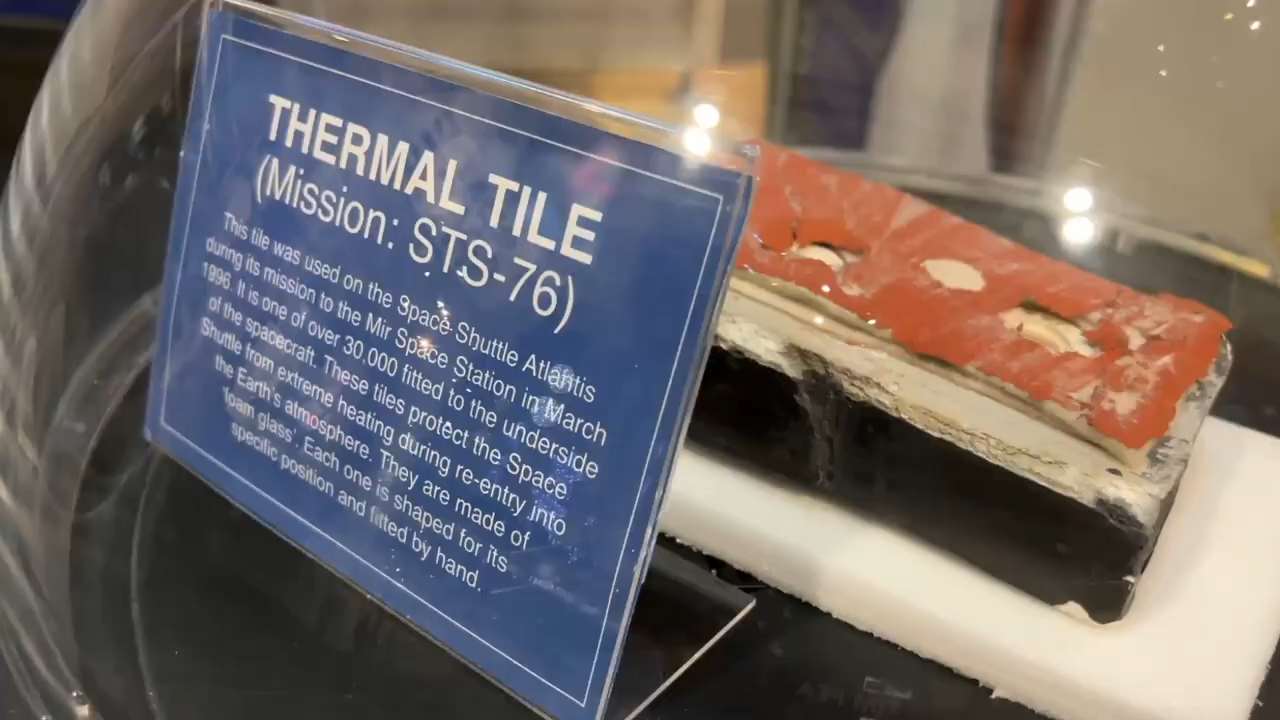 THERMAL TILE
(Mission: STS-76)
This tile was used on the Space Shuttle Atlantis
during its mission to the Mir Space Station in March
1996. It is one of over 30,000 fitted to the underside
of the spacecraft. These tiles protect the Space
Shuttle from extreme heating during re-entry into
the Earth's atmosphere. They are made of
'foam glass'. Each one is shaped for its
specific position and fitted by hand.